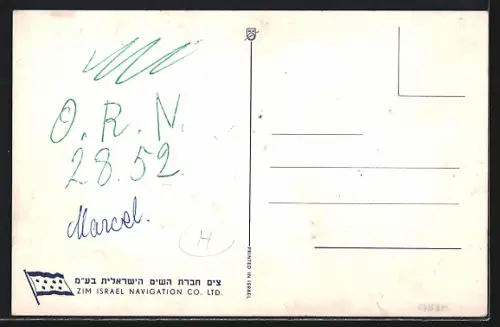 O. R. N.
28.52.
Marcel.
H
צים חברת השיט הישראלית בע"מ
ZIM ISRAEL NAVIGATION CO. LTD.
PRINTED IN ISRAEL